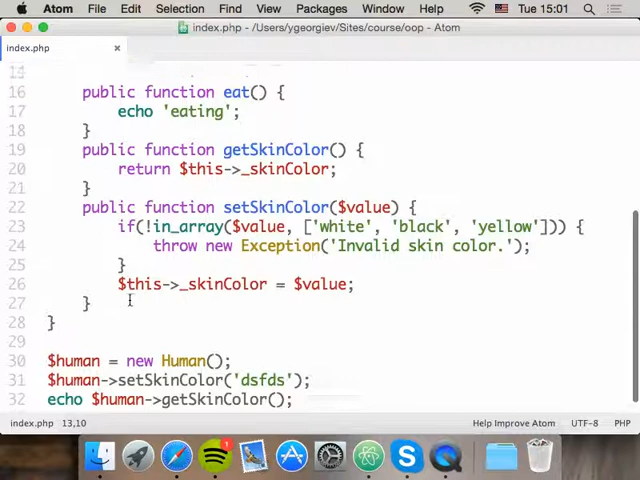 Atom File Edit Selection Find View Packages Window Help Tue 15:01
index.php - /Users/ygeorgiev/Sites/course/oop - Atom
index.php ×
14
16 public function eat() {
17 echo 'eating';
18 }
19 public function getSkinColor() {
20 return $this->_skinColor;
21 }
22 public function setSkinColor($value) {
23 if(!in_array($value, ['white', 'black', 'yellow'])) {
24 throw new Exception('Invalid skin color.');
25 }
26 $this->_skinColor = $value;
27 }
28 }
29
30 $human = new Human();
31 $human->setSkinColor('dsfds');
32 echo $human->getSkinColor();
index.php 13,10 Help Improve Atom UTF-8 PHP
1